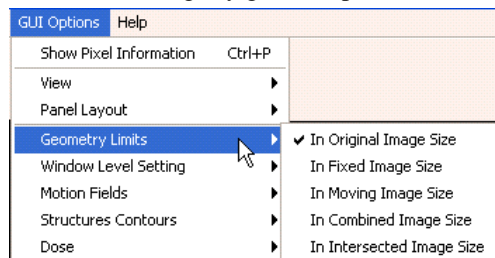 GUI Options Help
Show Pixel Information Ctrl+P
View
Panel Layout
Geometry Limits
Window Level Setting
Motion Fields
Structures Contours
Dose
In Original Image Size
In Fixed Image Size
In Moving Image Size
In Combined Image Size
In Intersected Image Size